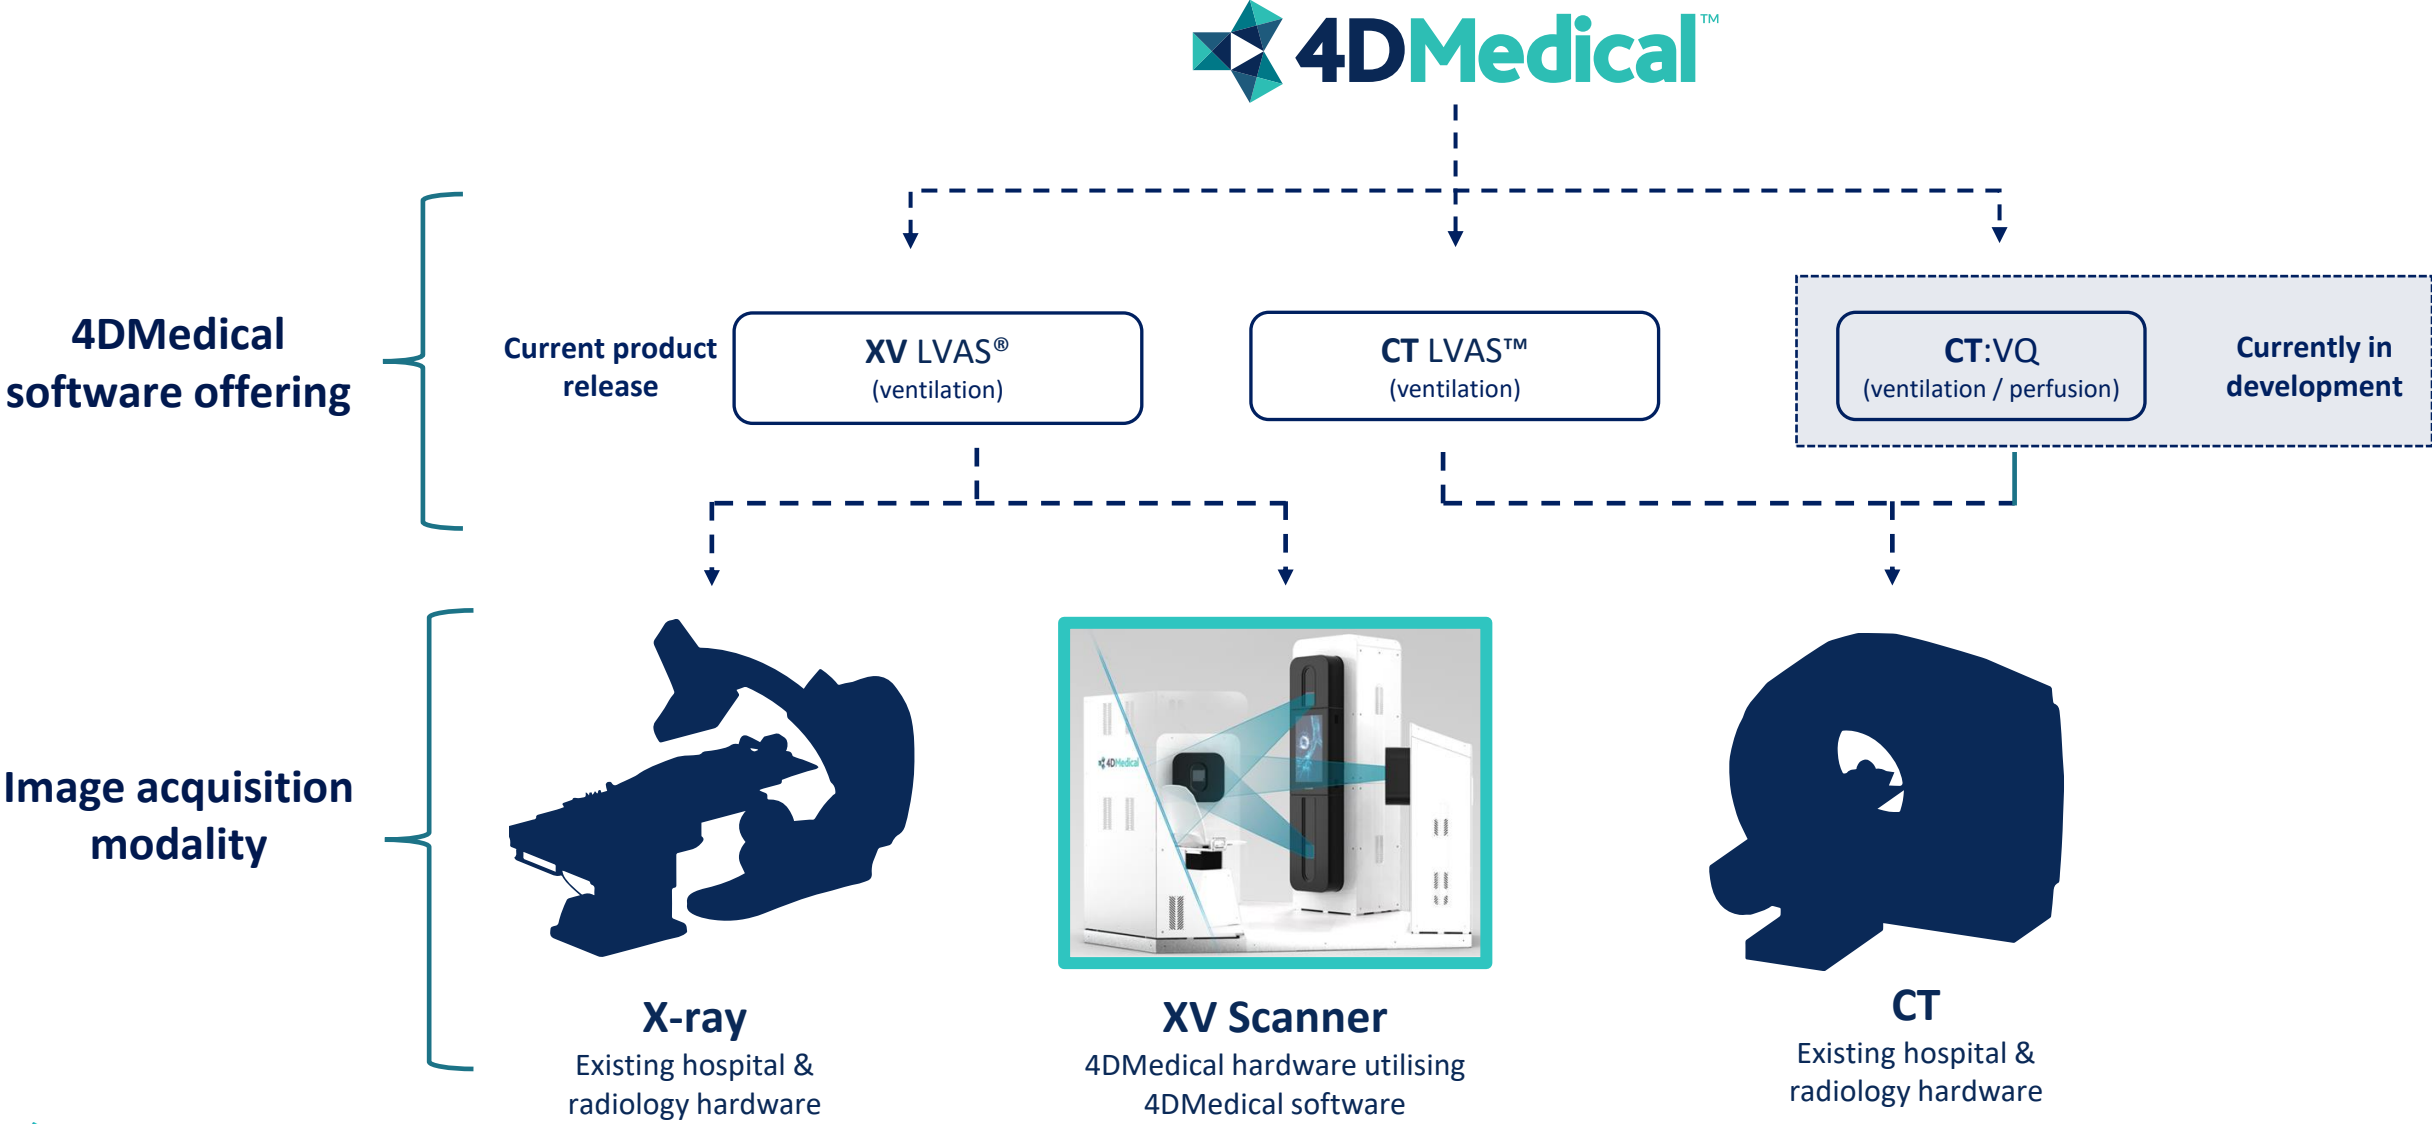 4DMedical™
4DMedical
software offering
Current product
release
XV LVAS®
(ventilation)
CT LVAS™
(ventilation)
CT:VQ
(ventilation / perfusion)
Currently in
development
Image acquisition
modality
4DMedical
X-ray
Existing hospital &
radiology hardware
XV Scanner
4DMedical hardware utilising
4DMedical software
CT
Existing hospital &
radiology hardware